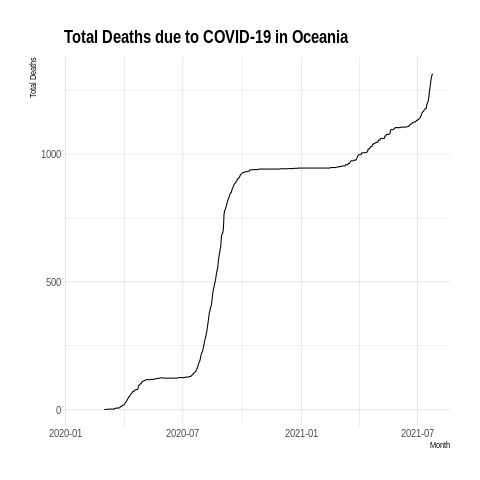 Total Deaths due to COVID-19 in Oceania
Total Deaths
1000
500
0
2020-01
2020-07
2021-01
2021-07
Month